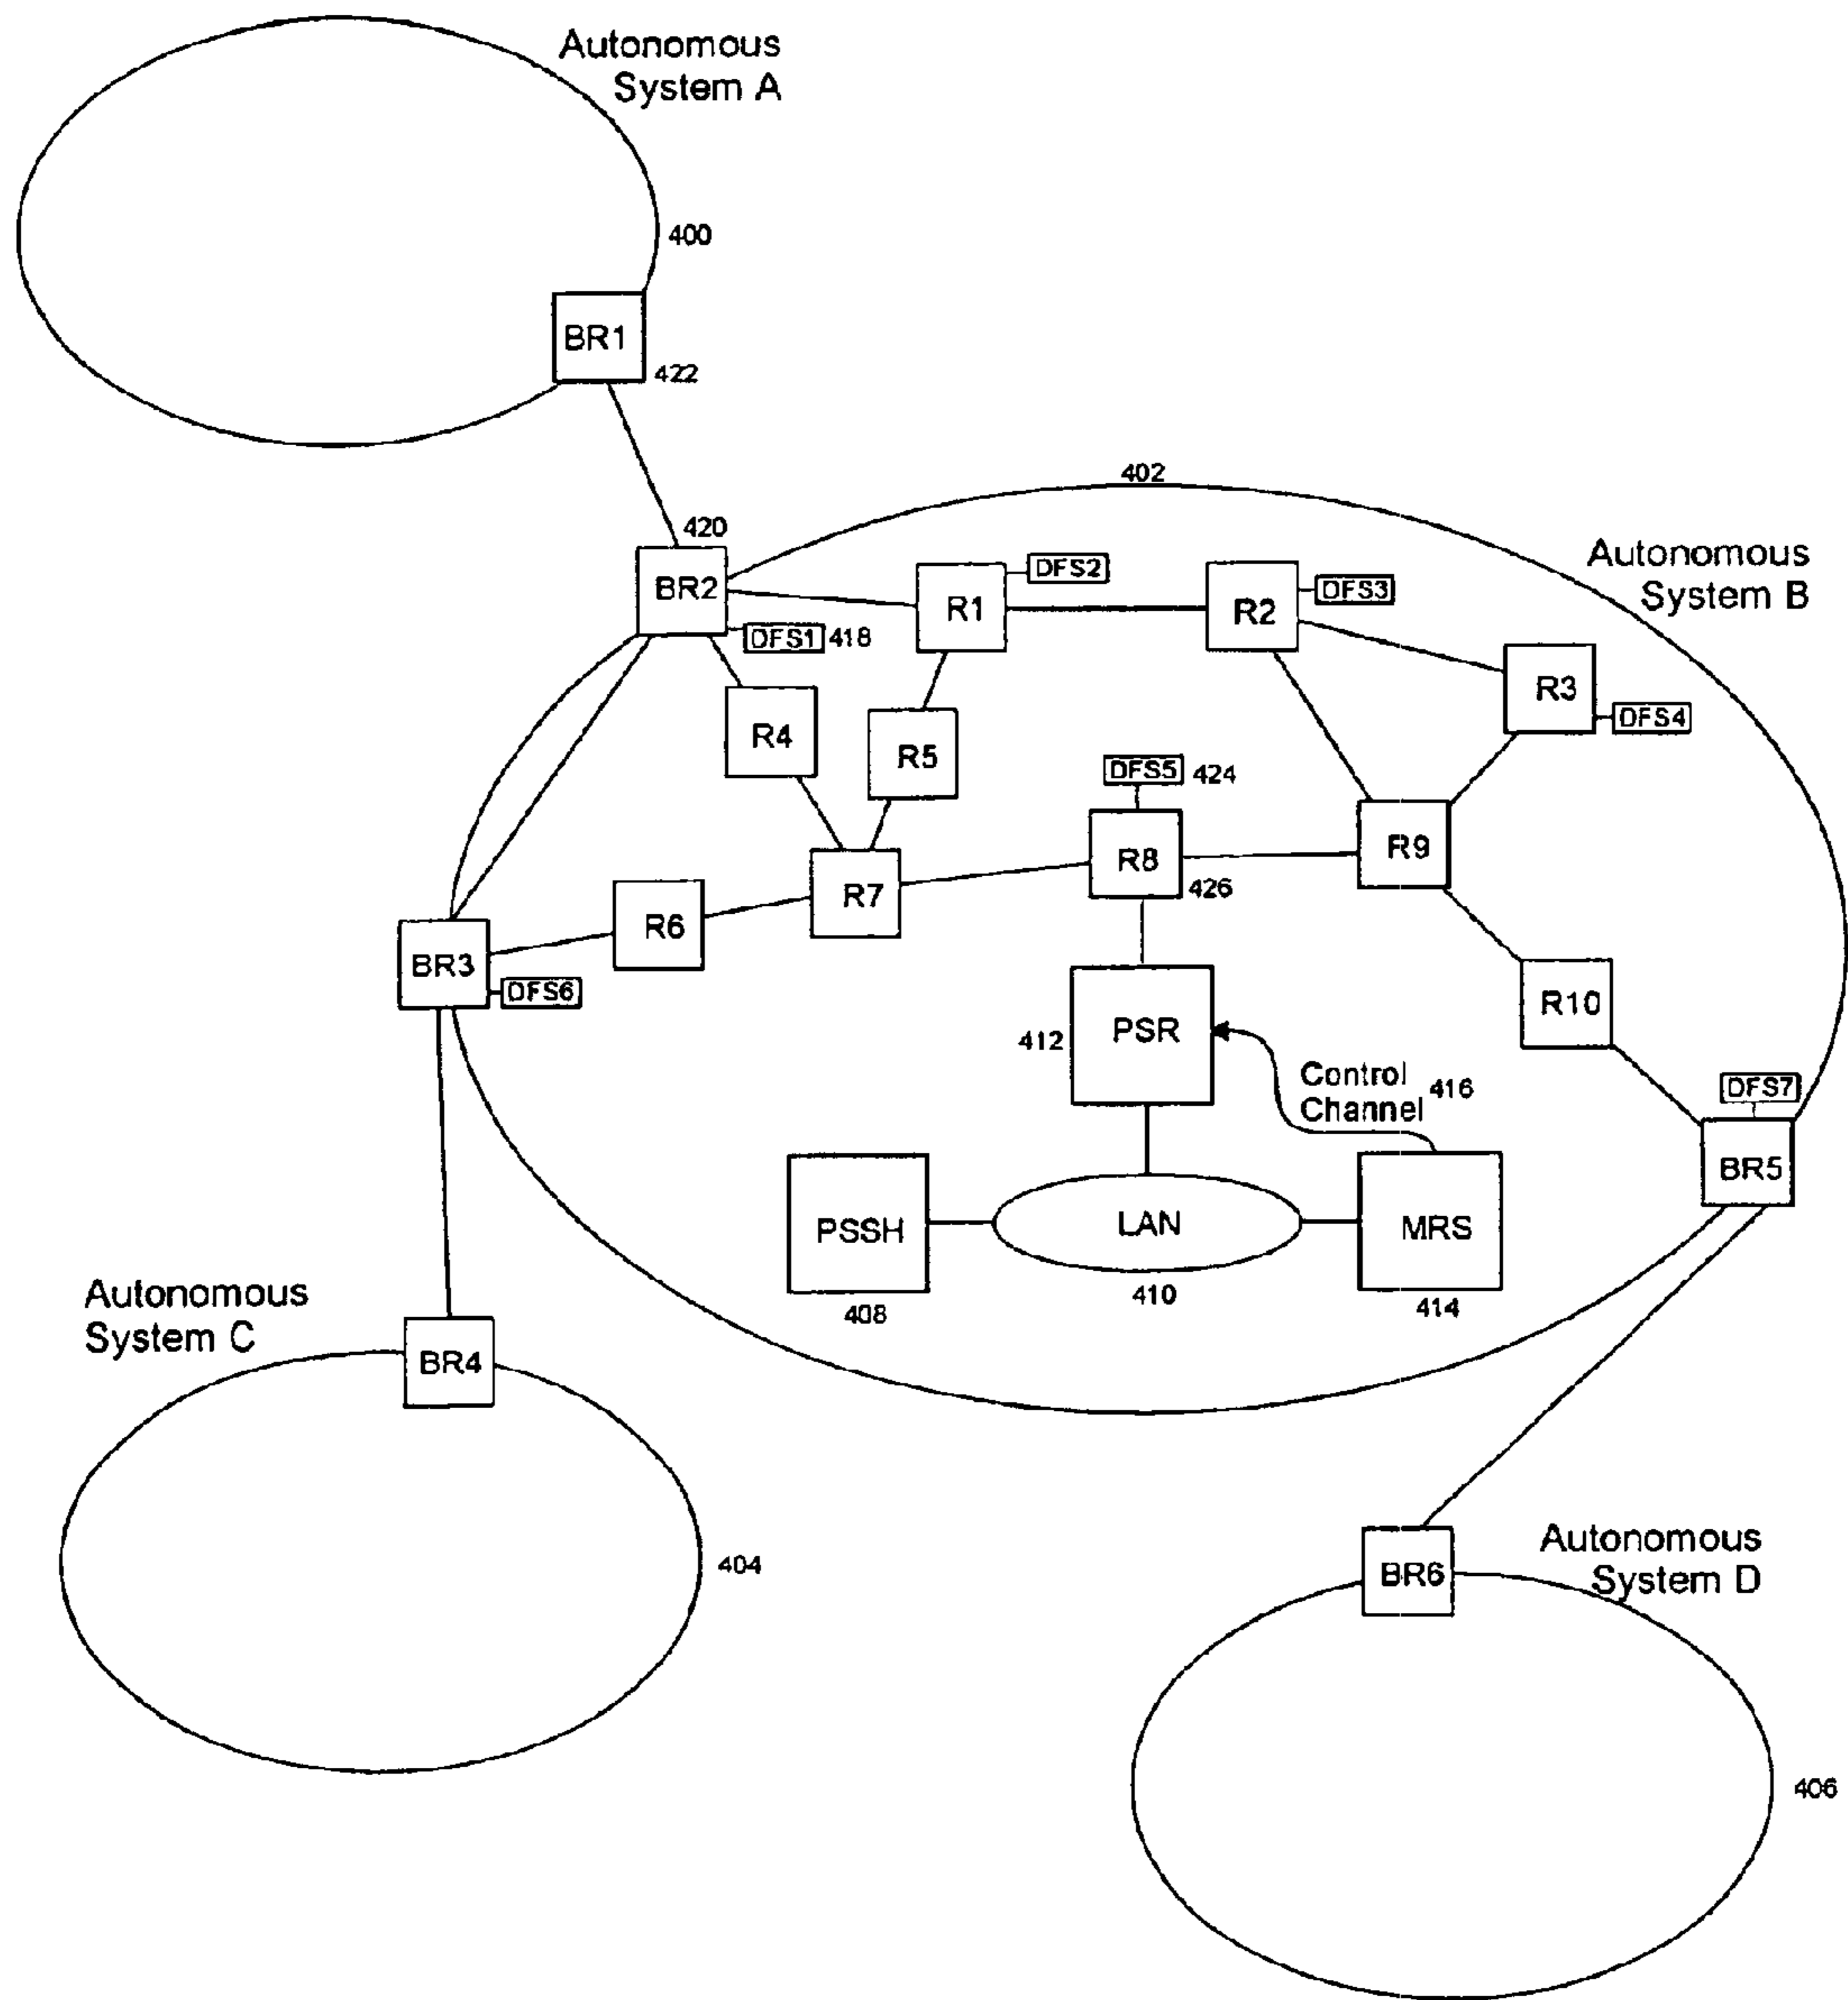 Autonomous
System A
400
BR1
422
402
420
Autonomous
System B
BR2
R1
DFS2
R2
DFS3
DFS1 418
R3
DFS4
R4
R5
DFS5 424
R8
R9
426
R7
R6
BR3
DFS6
R10
412
PSR
Control
Channel
416
DFS7
BR5
PSSH
LAN
MRS
408
410
414
Autonomous
System C
BR4
404
Autonomous
System D
BR6
406